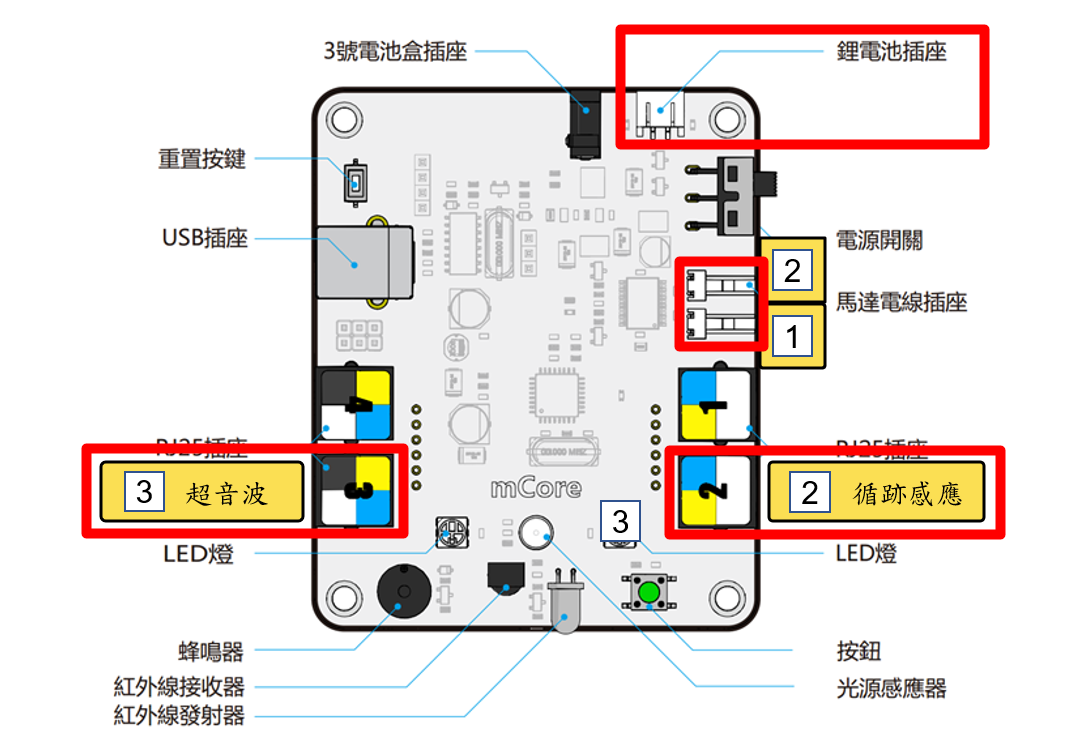 3號電池盒插座
鋰電池插座
重置按鍵
USB插座
電源開關
2
馬達電線插座
1
4
1
RJ25插座
RJ25插座
3 超音波
3
2
2 循跡感應
mCore
3
LED燈
LED燈
蜂鳴器
按鈕
紅外線接收器
光源感應器
紅外線發射器